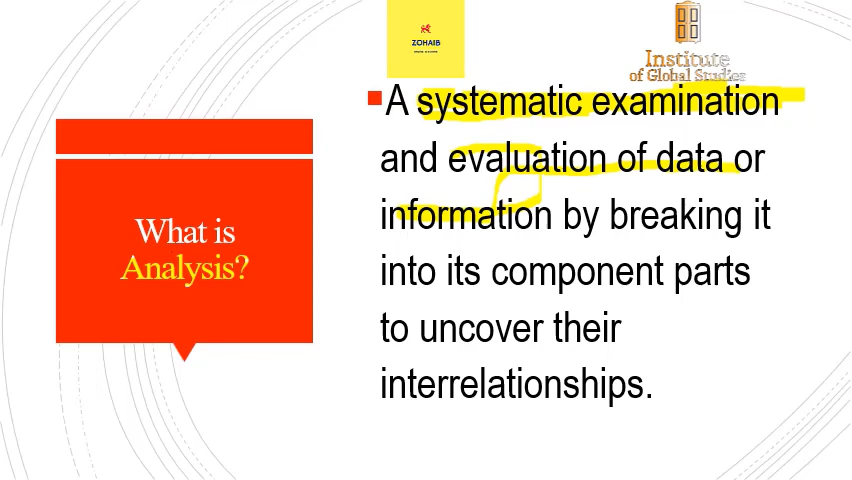 ZOHAIB
Institute
of Global Studies
A systematic examination
and evaluation of data or
information by breaking it
into its component parts
to uncover their
interrelationships.
What is
Analysis?